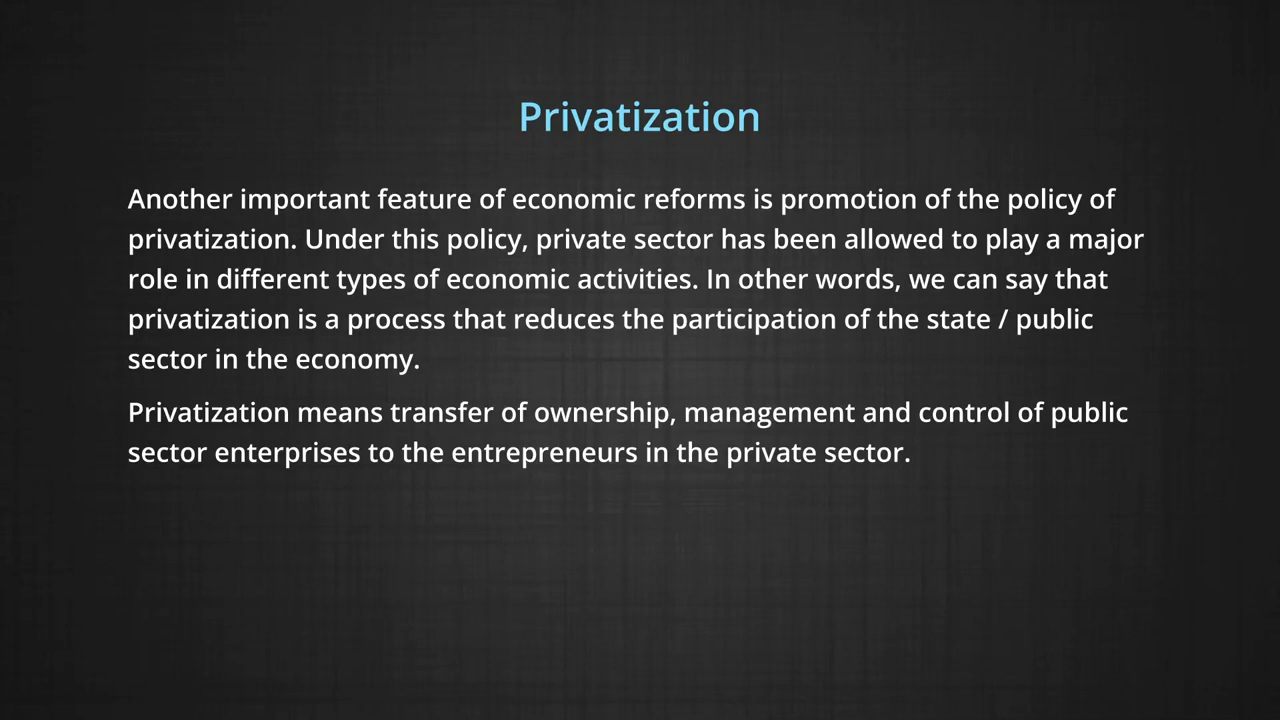 Privatization
Another important feature of economic reforms is promotion of the policy of
privatization. Under this policy, private sector has been allowed to play a major
role in different types of economic activities. In other words, we can say that
privatization is a process that reduces the participation of the state / public
sector in the economy.
Privatization means transfer of ownership, management and control of public
sector enterprises to the entrepreneurs in the private sector.